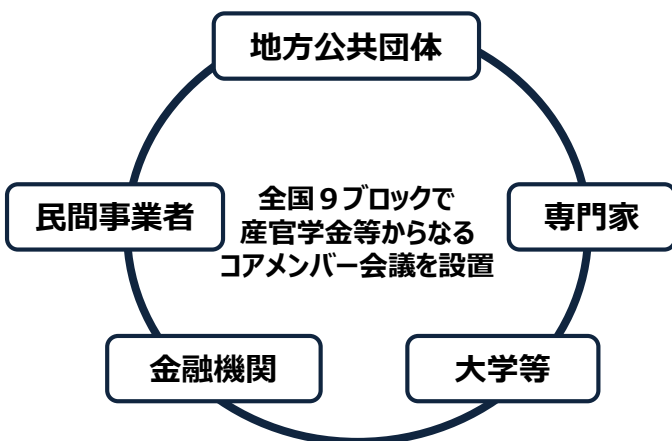 地方公共団体
民間事業者
全国９ブロックで
産官学金等からなる
コアメンバー会議を設置
専門家
金融機関
大学等